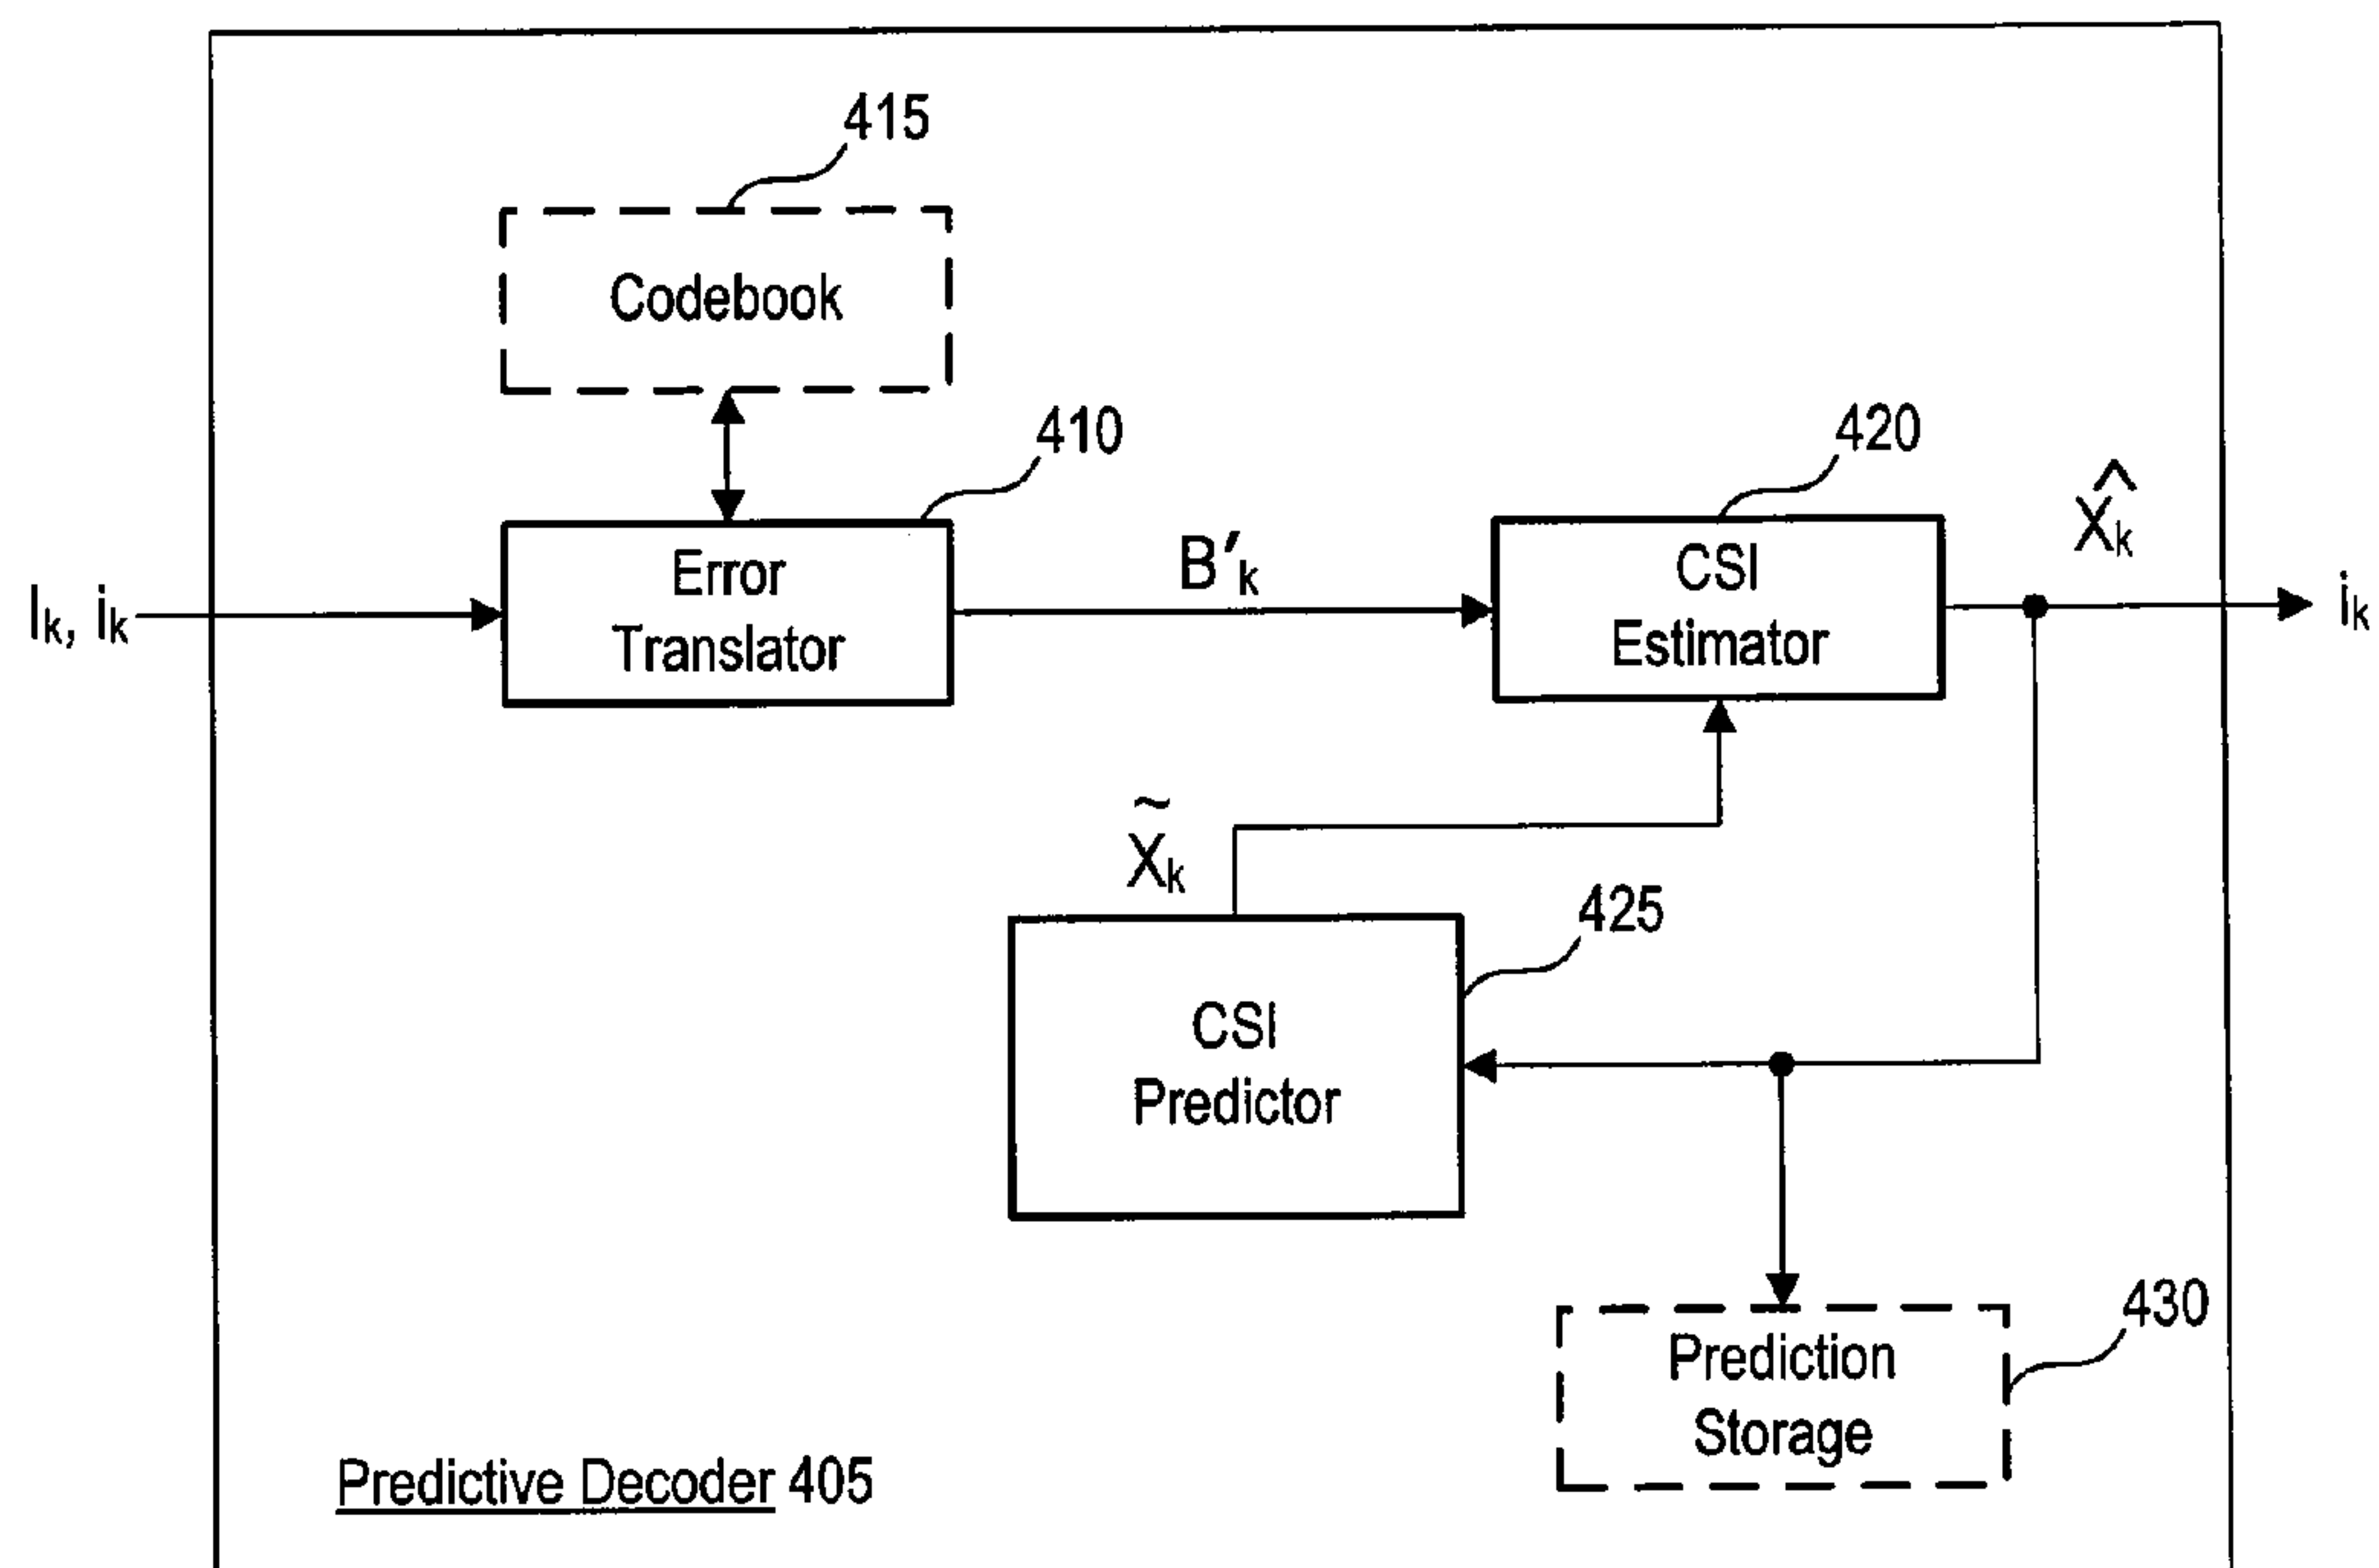 415
Codebook
410
420
X̂k
Error
Translator
B′k
CSI
Estimator
Ik, ik
ik
X̃k
425
CSI
Predictor
430
Prediction
Storage
Predictive Decoder 405